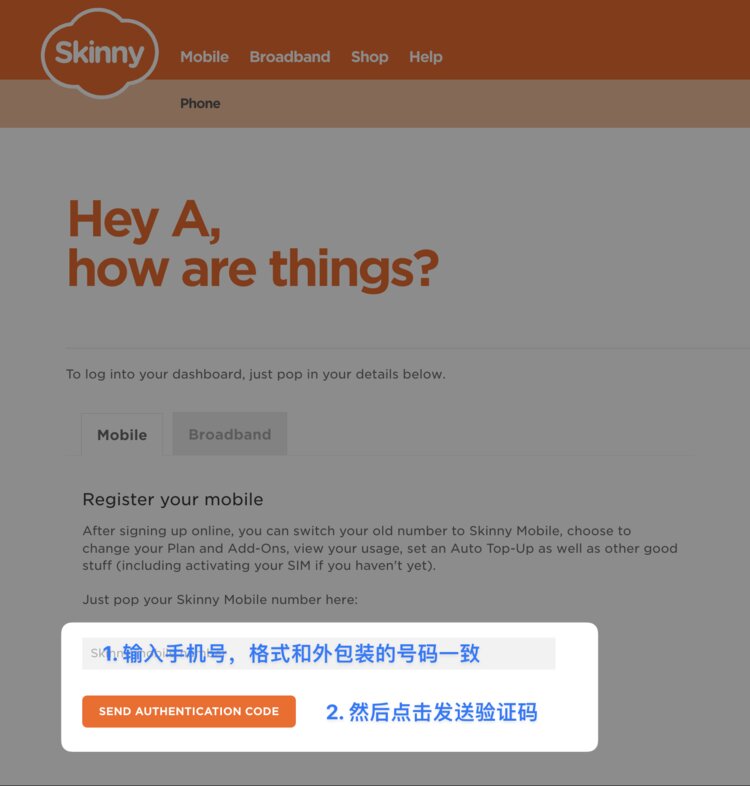 Skinny
Mobile Broadband Shop Help
Phone
Hey A,
how are things?
To log into your dashboard, just pop in your details below.
Mobile Broadband
Register your mobile
After signing up online, you can switch your old number to Skinny Mobile, choose to
change your Plan and Add-Ons, view your usage, set an Auto Top-Up as well as other good
stuff (including activating your SIM if you haven't yet).
Just pop your Skinny Mobile number here:
1. 输入手机号，格式和外包装的号码一致
SEND AUTHENTICATION CODE
2. 然后点击发送验证码